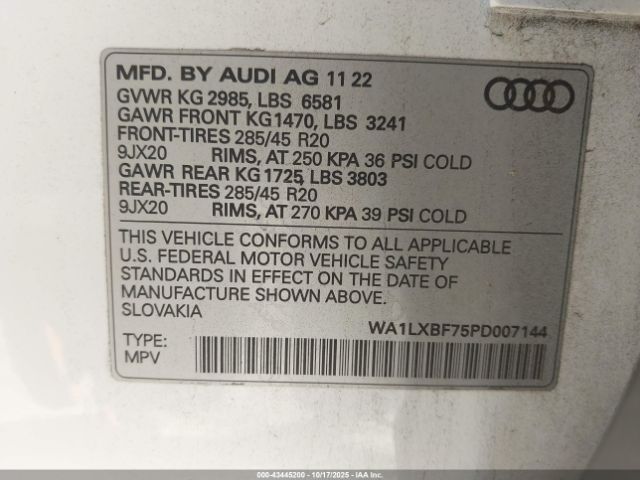 MFD. BY AUDI AG 11 22
GVWR KG 2985, LBS 6581
GAWR FRONT KG1470, LBS 3241
FRONT-TIRES 285/45 R20
9JX20 RIMS, AT 250 KPA 36 PSI COLD
GAWR REAR KG 1725, LBS 3803
REAR-TIRES 285/45 R20
9JX20 RIMS, AT 270 KPA 39 PSI COLD
THIS VEHICLE CONFORMS TO ALL APPLICABLE
U.S. FEDERAL MOTOR VEHICLE SAFETY
STANDARDS IN EFFECT ON THE DATE OF
MANUFACTURE SHOWN ABOVE.
SLOVAKIA
WA1LXBF75PD007144
TYPE:
MPV
000-43445200 - 10/17/2025 - IAA, Inc.